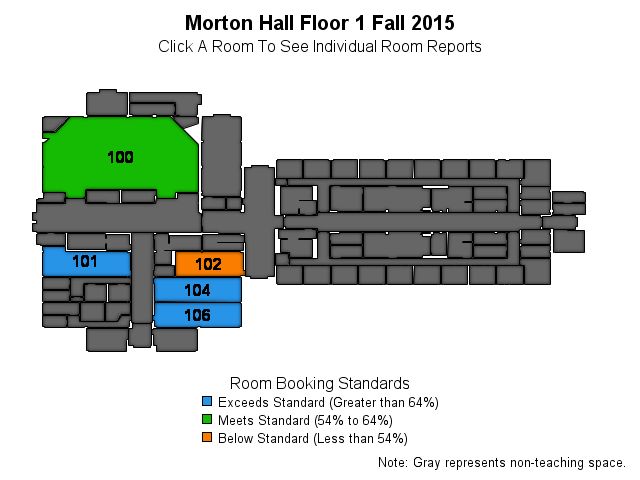 Morton Hall Floor 1 Fall 2015
Click A Room To See Individual Room Reports
100
101
102
104
106
Room Booking Standards
Exceeds Standard (Greater than 64%)
Meets Standard (54% to 64%)
Below Standard (Less than 54%)
Note: Gray represents non-teaching space.